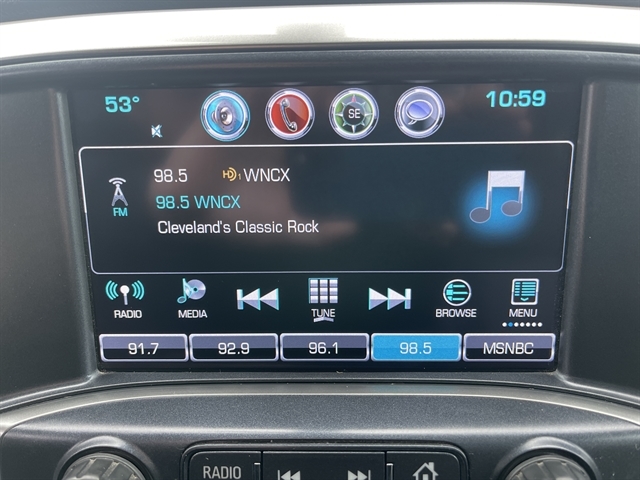 53°
SE
10:59
98.5 HD1 WNCX
98.5 WNCX
Cleveland's Classic Rock
FM
RADIO MEDIA TUNE BROWSE MENU
91.7 92.9 96.1 98.5 MSNBC
RADIO